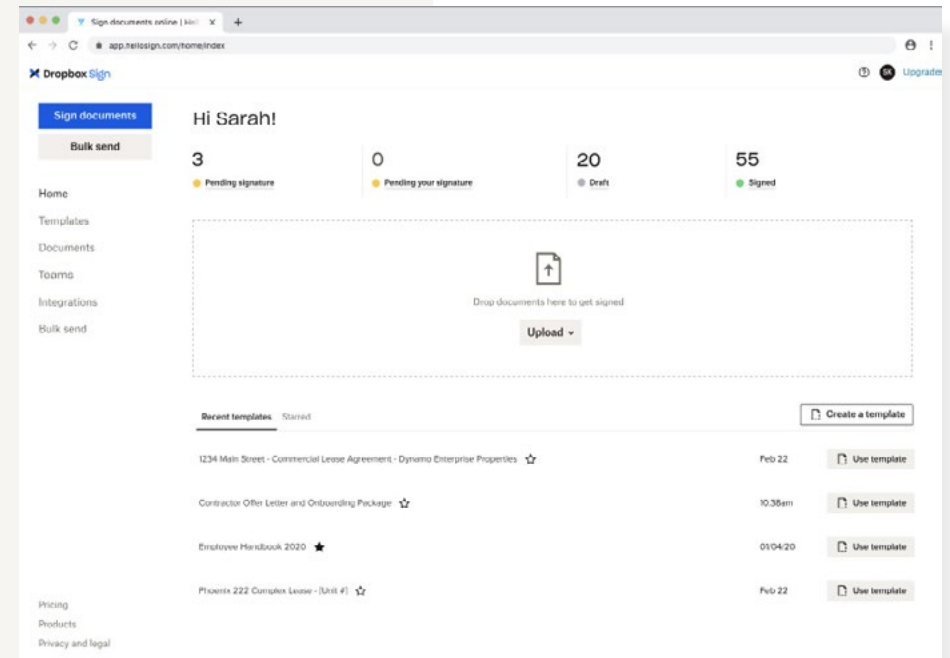 Sign documents online | Hell X +
app.hellosign.com/home/index
Dropbox Sign
SK Upgrade
Sign documents
Bulk send
Home
Templates
Documents
Teams
Integrations
Bulk send
Pricing
Products
Privacy and legal
Hi Sarah!
3
Pending signature
0
Pending your signature
20
Draft
55
Signed
Drop documents here to get signed
Upload
Recent templates Starred
Create a template
1234 Main Street - Commercial Lease Agreement - Dynamo Enterprise Properties Feb 22 Use template
Contractor Offer Letter and Onboarding Package 10:38am Use template
Employee Handbook 2020 01/04/20 Use template
Phoenix 222 Complex Lease - [Unit #] Feb 22 Use template